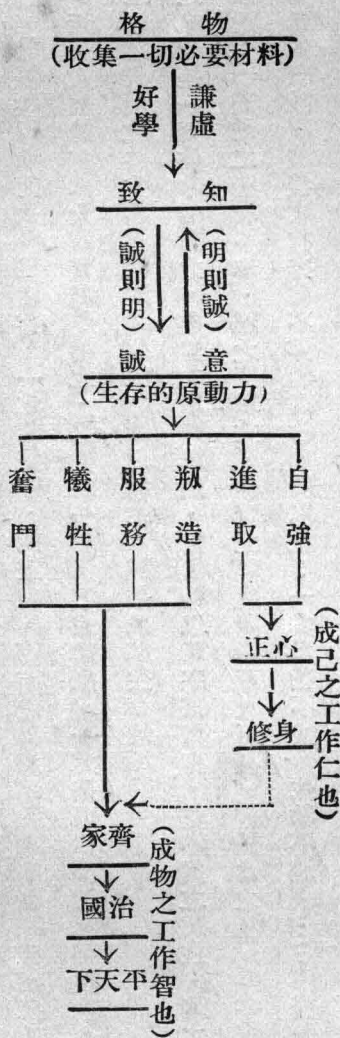 格物
(收集一切必要材料)
謙虛
好學
致知
(明則誠)
(誠則明)
誠意
(生存的原動力)
自強
進取
剏造
服務
犧牲
奮鬥
正心
修身
(成己之工作仁也)
齊家
治國
平天下
(成物之工作智也)